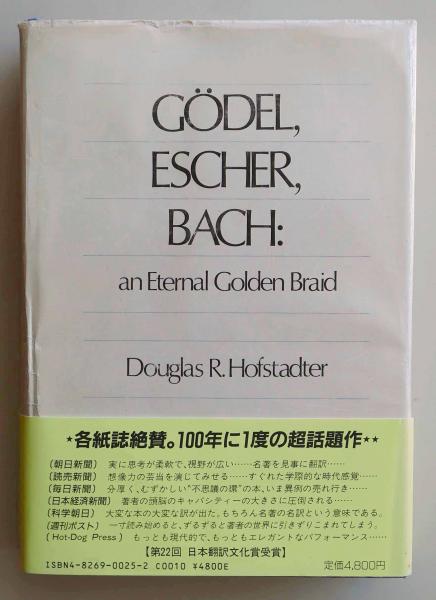 GÖDEL,
ESCHER,
BACH:
an Eternal Golden Braid
Douglas R. Hofstadter
★各紙誌絶賛。100年に1度の超話題作★★
(朝日新聞) 実に思考が柔軟で、視野が広い……名著を見事に翻訳……
(読売新聞) 想像力の芸当を演じてみせる……すぐれた学際的な時代感覚……
(毎日新聞) 分厚く、むずかしい“不思議の環”の本、いま異例の売れ行き……
(日本経済新聞) 著者の頭脳のキャパシティーの大きさに圧倒される……
(科学朝日) 大変な本の大変な訳が出た。もちろん名著の名訳という意味である。
(週刊ポスト) 一寸読み始めると、ずるずると著者の世界に引きずりこまれてしまう。
(Hot-Dog Press) もっとも現代的で、もっともエレガントなパフォーマンス……
【第22回 日本翻訳文化賞受賞】
ISBN4-8269-0025-2 C0010 ¥4800E 定価4,800円